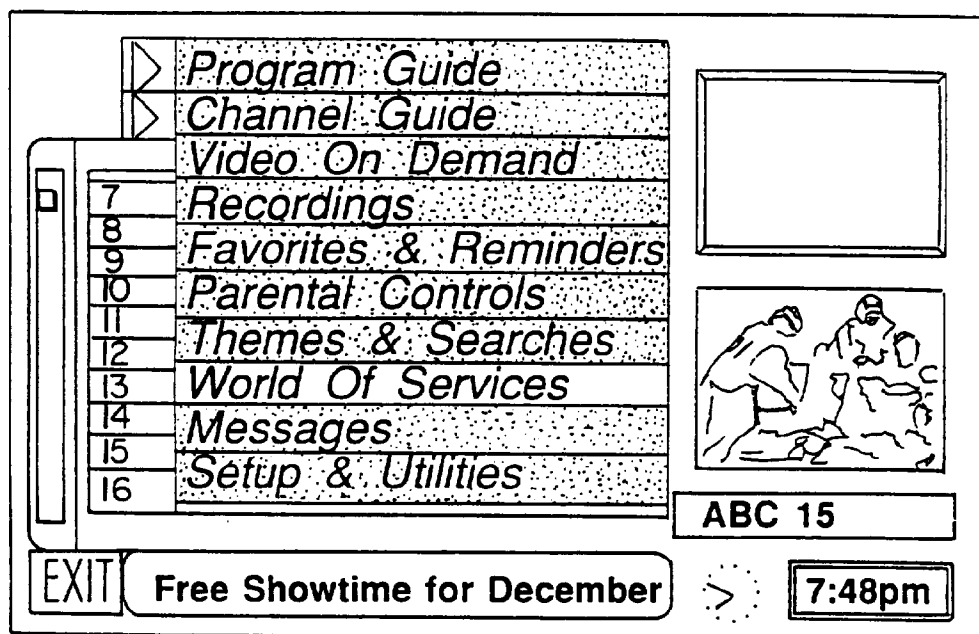 Program Guide
Channel Guide
Video On Demand
7 Recordings
8
9 Favorites & Reminders
10 Parental Controls
11
12 Themes & Searches
13 World Of Services
14 Messages
15
16 Setup & Utilities
ABC 15
EXIT Free Showtime for December 7:48pm